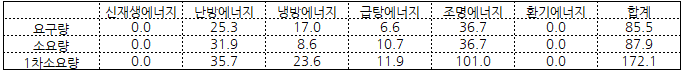 신재생에너지 난방에너지 냉방에너지 급탕에너지 조명에너지 환기에너지 합계
요구량 0.0 25.3 17.0 6.6 36.7 0.0 85.5
소요량 0.0 31.9 8.6 10.7 36.7 0.0 87.9
1차소요량 0.0 35.7 23.6 11.9 101.0 0.0 172.1